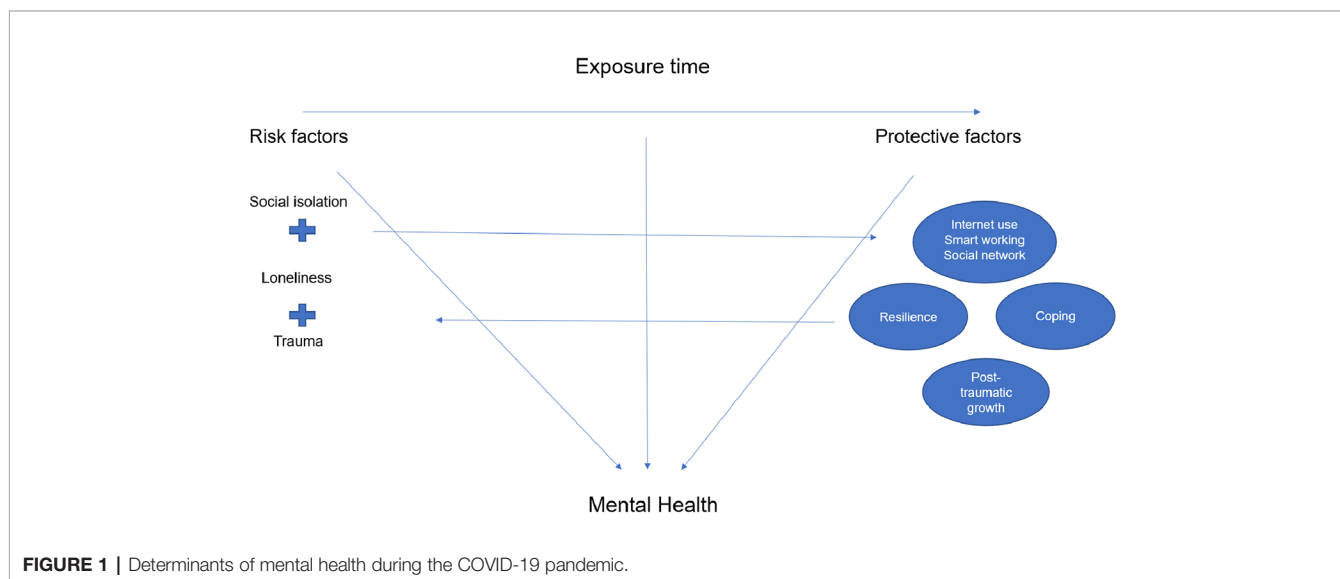 Exposure time
Risk factors
Protective factors
Social isolation
Loneliness
Trauma
Internet use
Smart working
Social network
Resilience
Coping
Post-
traumatic
growth
Mental Health
FIGURE 1 | Determinants of mental health during the COVID-19 pandemic.